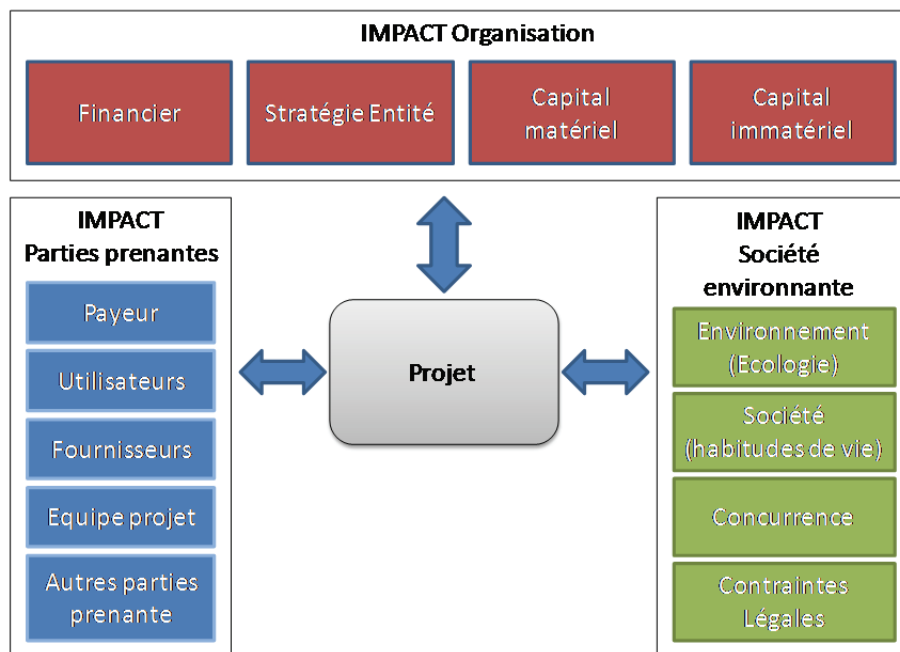 IMPACT Organisation
Financier
Stratégie Entité
Capital
matériel
Capital
immatériel
IMPACT
Parties prenantes
Payeur
Utilisateurs
Fournisseurs
Equipe projet
Autres parties
prenante
Projet
IMPACT
Société
environnante
Environnement
(Ecologie)
Société
(habitudes de vie)
Concurrence
Contraintes
Légales